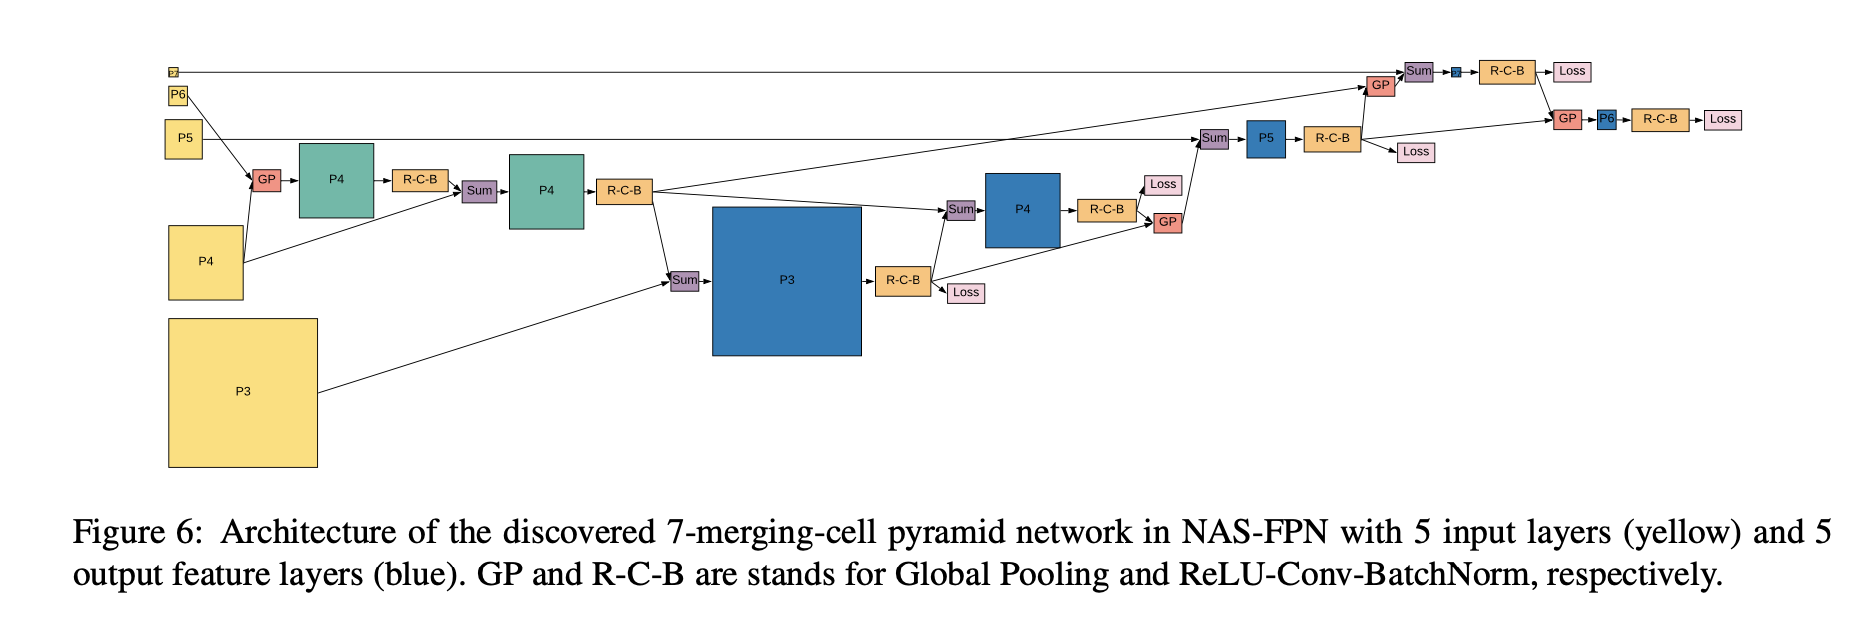 P7
Sum
R-C-B
Loss
GP
P6
GP
P6
R-C-B
Loss
P5
Sum
P5
R-C-B
Loss
GP
P4
R-C-B
Sum
P4
R-C-B
Sum
P4
R-C-B
Loss
GP
P4
Sum
P3
R-C-B
Loss
P3
Figure 6: Architecture of the discovered 7-merging-cell pyramid network in NAS-FPN with 5 input layers (yellow) and 5
output feature layers (blue). GP and R-C-B are stands for Global Pooling and ReLU-Conv-BatchNorm, respectively.